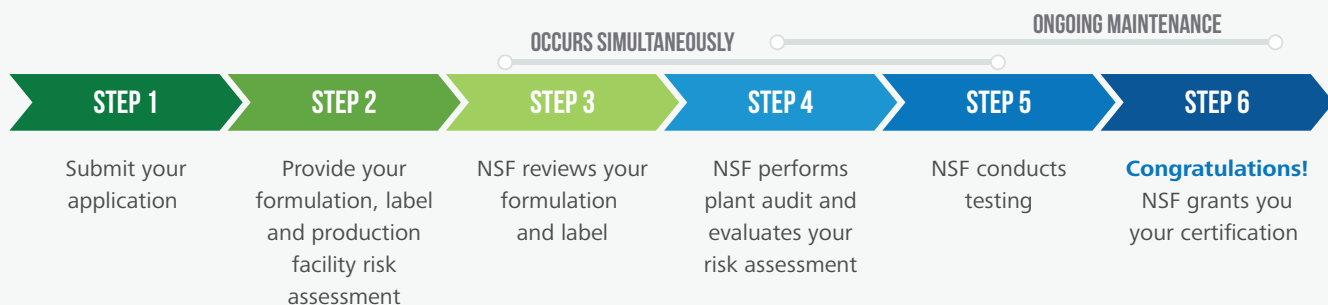 ONGOING MAINTENANCE
OCCURS SIMULTANEOUSLY
STEP 1
STEP 2
STEP 3
STEP 4
STEP 5
STEP 6
Submit your
application
Provide your
formulation, label
and production
facility risk
assessment
NSF reviews your
formulation
and label
NSF performs
plant audit and
evaluates your
risk assessment
NSF conducts
testing
Congratulations!
NSF grants you
your certification